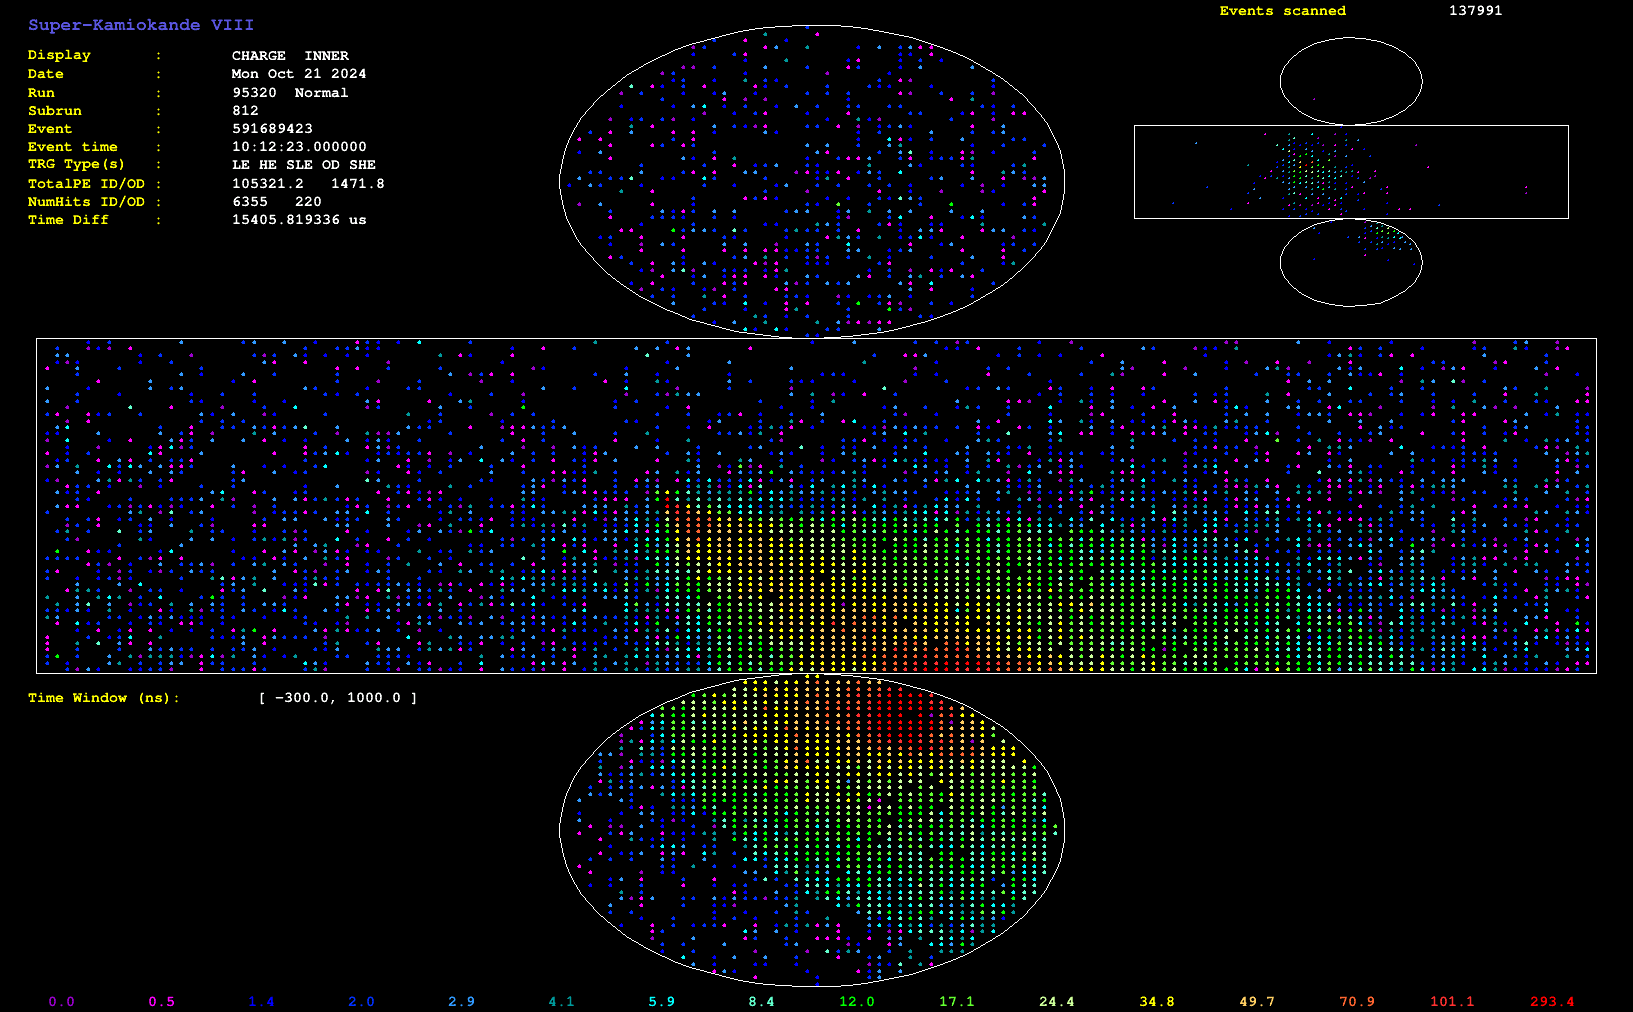 Super-Kamiokande VIII
Events scanned 137991
Display : CHARGE INNER
Date : Mon Oct 21 2024
Run : 95320 Normal
Subrun : 812
Event : 591689423
Event time : 10:12:23.000000
TRG Type(s) : LE HE SLE OD SHE
TotalPE ID/OD : 105321.2 1471.8
NumHits ID/OD : 6355 220
Time Diff : 15405.819336 us
Time Window (ns): [ −300.0, 1000.0 ]
0.0 0.5 1.4 2.0 2.9 4.1 5.9 8.4 12.0 17.1 24.4 34.8 49.7 70.9 101.1 293.4